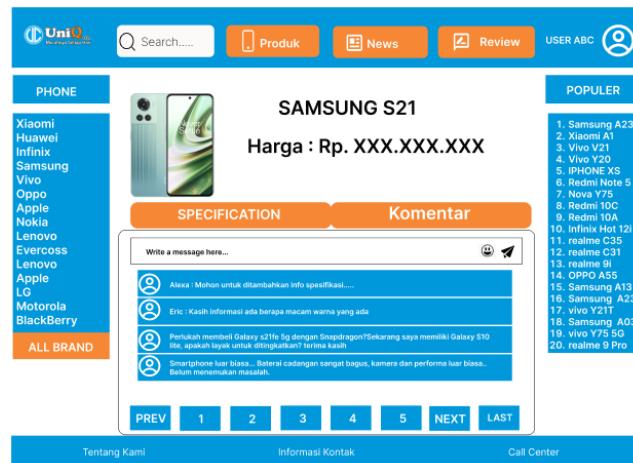 UniQ
Search.....
Produk
News
Review
USER ABC
PHONE
Xiaomi
Huawei
Infinix
Samsung
Vivo
Oppo
Apple
Nokia
Lenovo
Evercoss
Lenovo
Apple
LG
Motorola
BlackBerry
ALL BRAND
SAMSUNG S21
Harga : Rp. XXX.XXX.XXX
SPECIFICATION
Komentar
Write a message here...
Alexa : Mohon untuk ditambahkan info spesifikasi.....
Eric : Kasih informasi ada berapa macam warna yang ada
Perlukah membeli Galaxy s21fe 5g dengan Snapdragon?Sekarang saya memiliki Galaxy S10
lite, apakah layak untuk ditingkatkan? terima kasih
Smartphone luar biasa... Baterai cadangan sangat bagus, kamera dan performa luar biasa..
Belum menemukan masalah.
PREV
1
2
3
4
5
NEXT
LAST
POPULER
1. Samsung A23
2. Xiaomi A1
3. Vivo V21
4. Vivo Y20
5. IPHONE XS
6. Redmi Note 5
7. Nova Y75
8. Redmi 10C
9. Redmi 10A
10. Infinix Hot 12i
11. realme C35
12. realme C31
13. realme 9i
14. OPPO A55
15. Samsung A13
16. Samsung A23
17. vivo Y21T
18. Samsung A03
19. vivo Y75 5G
20. realme 9 Pro
Tentang Kami
Informasi Kontak
Call Center